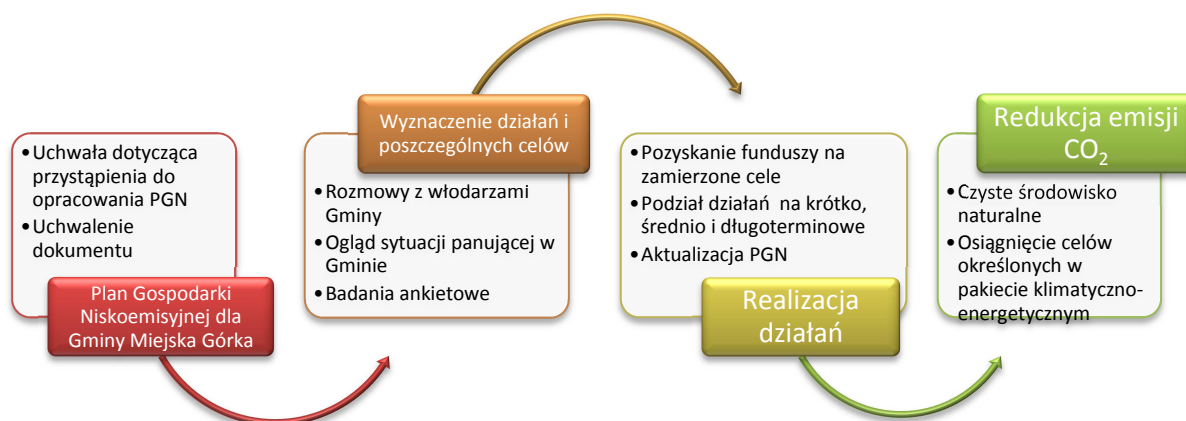 • Uchwała dotycząca
przystąpienia do
opracowania PGN
• Uchwalenie
dokumentu
Plan Gospodarki
Niskoemisyjnej dla
Gminy Miejska Górka
Wyznaczenie działań i
poszczególnych celów
• Rozmowy z włodarzami
Gminy
• Ogląd sytuacji panującej w
Gminie
• Badania ankietowe
• Pozyskanie funduszy na
zamierzone cele
• Podział działań na krótko,
średnio i długoterminowe
• Aktualizacja PGN
Realizacja
działań
Redukcja emisji
CO₂
• Czyste środowisko
naturalne
• Osiągnięcie celów
określonych w
pakiecie klimatyczno-
energetycznym